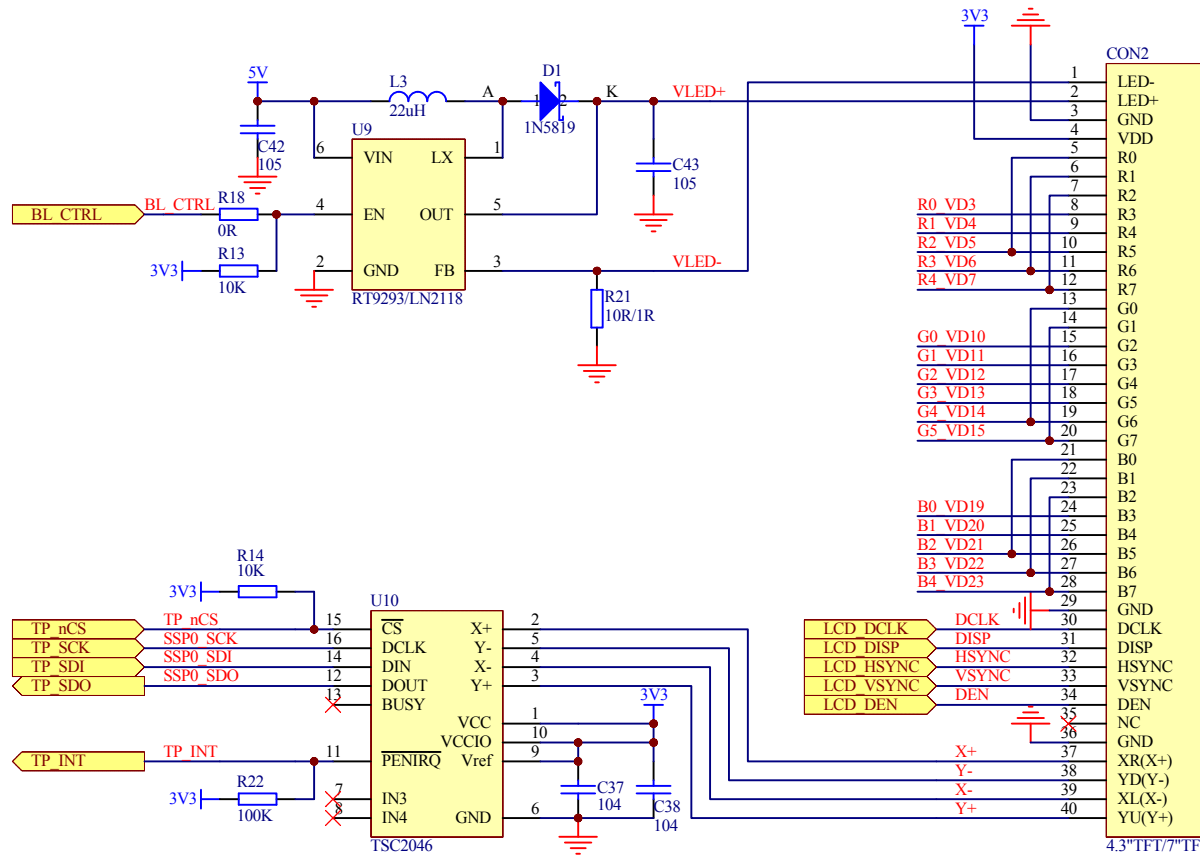 3V3
CON2
5V
L3
22uH
A
D1
1 2
1N5819
K
VLED+
1 LED-
2 LED+
3 GND
4 VDD
5 R0
6 R1
7 R2
R0_VD3 8 R3
R1_VD4 9 R4
R2_VD5 10 R5
R3_VD6 11 R6
R4_VD7 12 R7
13 G0
14 G1
G0_VD10 15 G2
G1_VD11 16 G3
G2_VD12 17 G4
G3_VD13 18 G5
G4_VD14 19 G6
G5_VD15 20 G7
21 B0
22 B1
23 B2
B0_VD19 24 B3
B1_VD20 25 B4
B2_VD21 26 B5
B3_VD22 27 B6
B4_VD23 28 B7
29 GND
LCD_DCLK DCLK 30 DCLK
LCD_DISP DISP 31 DISP
LCD_HSYNC HSYNC 32 HSYNC
LCD_VSYNC VSYNC 33 VSYNC
LCD_DEN DEN 34 DEN
35 NC
36 GND
X+ 37 XR(X+)
Y- 38 YD(Y-)
X- 39 XL(X-)
Y+ 40 YU(Y+)
4.3"TFT/7"TF
C42
105
U9
6 VIN LX 1
4 EN OUT 5
2 GND FB 3
RT9293/LN2118
C43
105
BL_CTRL BL_CTRL
R18
0R
3V3
R13
10K
VLED-
R21
10R/1R
R14
10K
3V3
U10
TP_nCS TP_nCS 15 CS X+ 2
TP_SCK SSP0_SCK 16 DCLK Y- 5
TP_SDI SSP0_SDI 14 DIN X- 4
TP_SDO SSP0_SDO 12 DOUT Y+ 3
13 BUSY
VCC 1
VCCIO 10
TP_INT TP_INT 11 PENIRQ Vref 9
7 IN3
8 IN4 GND 6
TSC2046
3V3
R22
100K
3V3
C37
104
C38
104